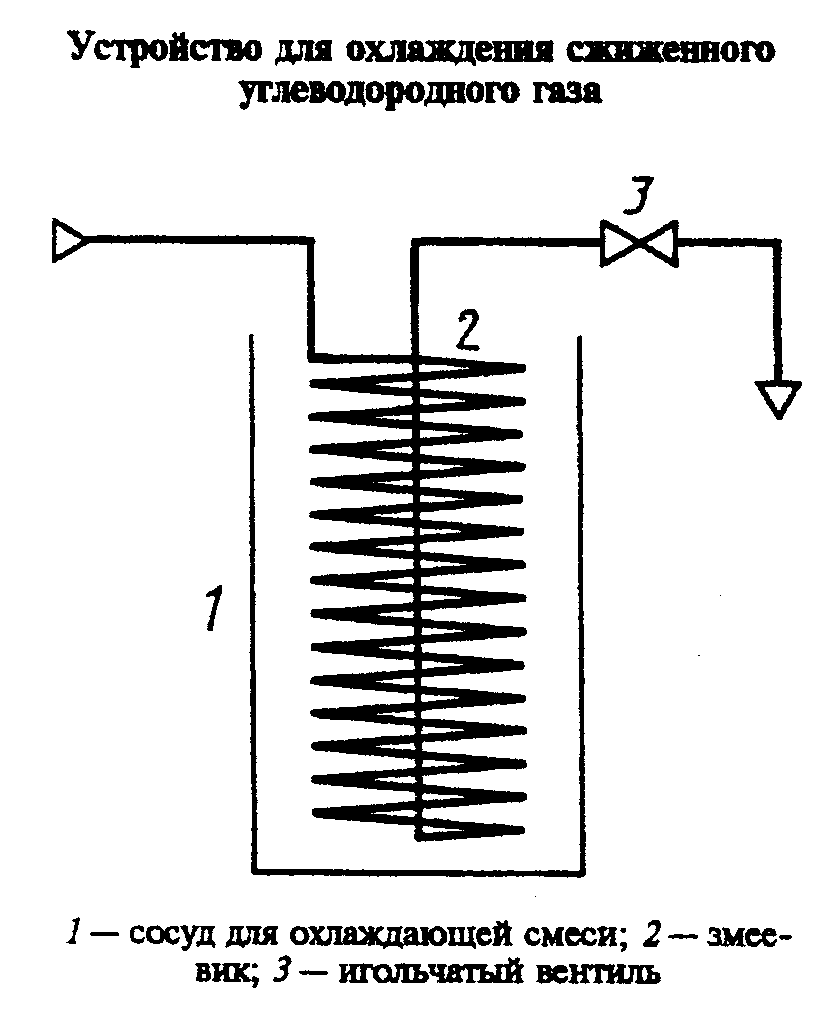 Устройство для охлаждения сжиженного
углеводородного газа
3
2
1
1 — сосуд для охлаждающей смеси; 2 — змее-
вик; 3 — игольчатый вентиль